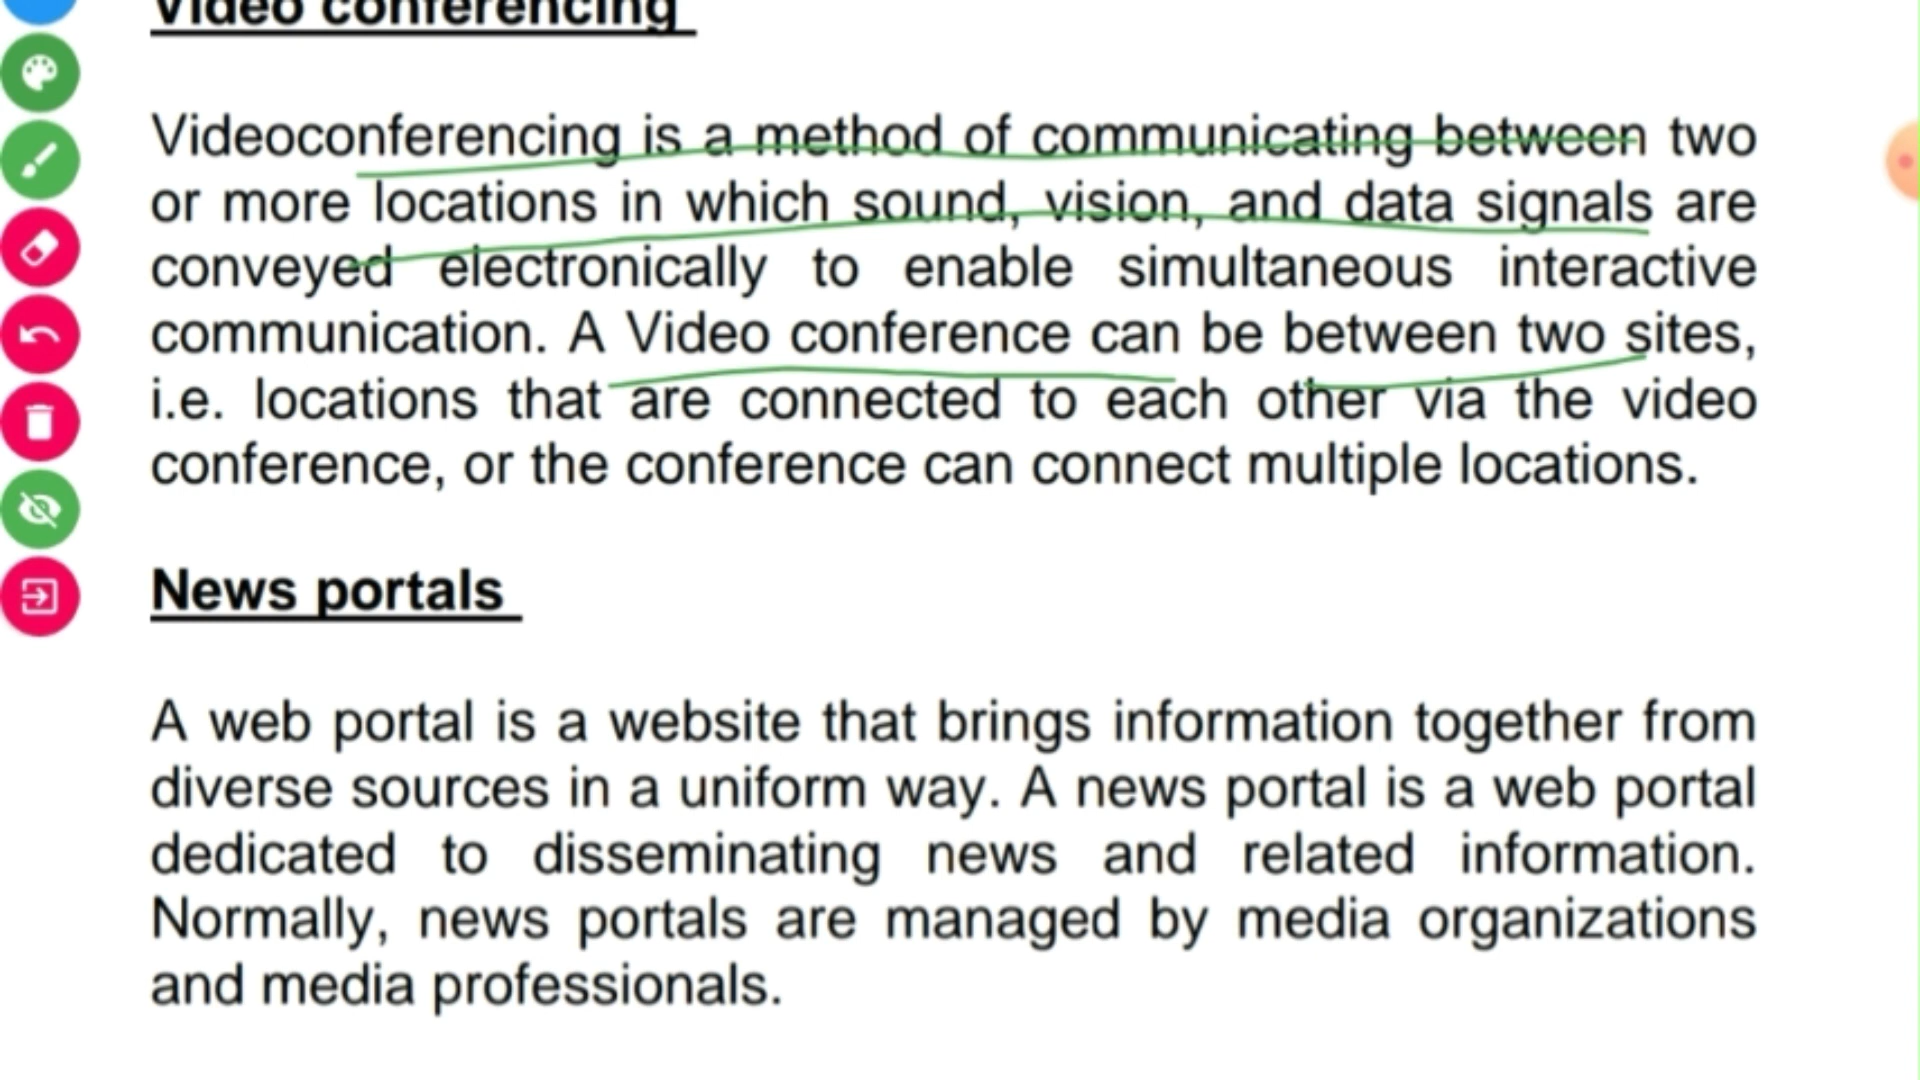 Video conferencing
Videoconferencing is a method of communicating between two
or more locations in which sound, vision, and data signals are
conveyed electronically to enable simultaneous interactive
communication. A Video conference can be between two sites,
i.e. locations that are connected to each other via the video
conference, or the conference can connect multiple locations.
News portals
A web portal is a website that brings information together from
diverse sources in a uniform way. A news portal is a web portal
dedicated to disseminating news and related information.
Normally, news portals are managed by media organizations
and media professionals.